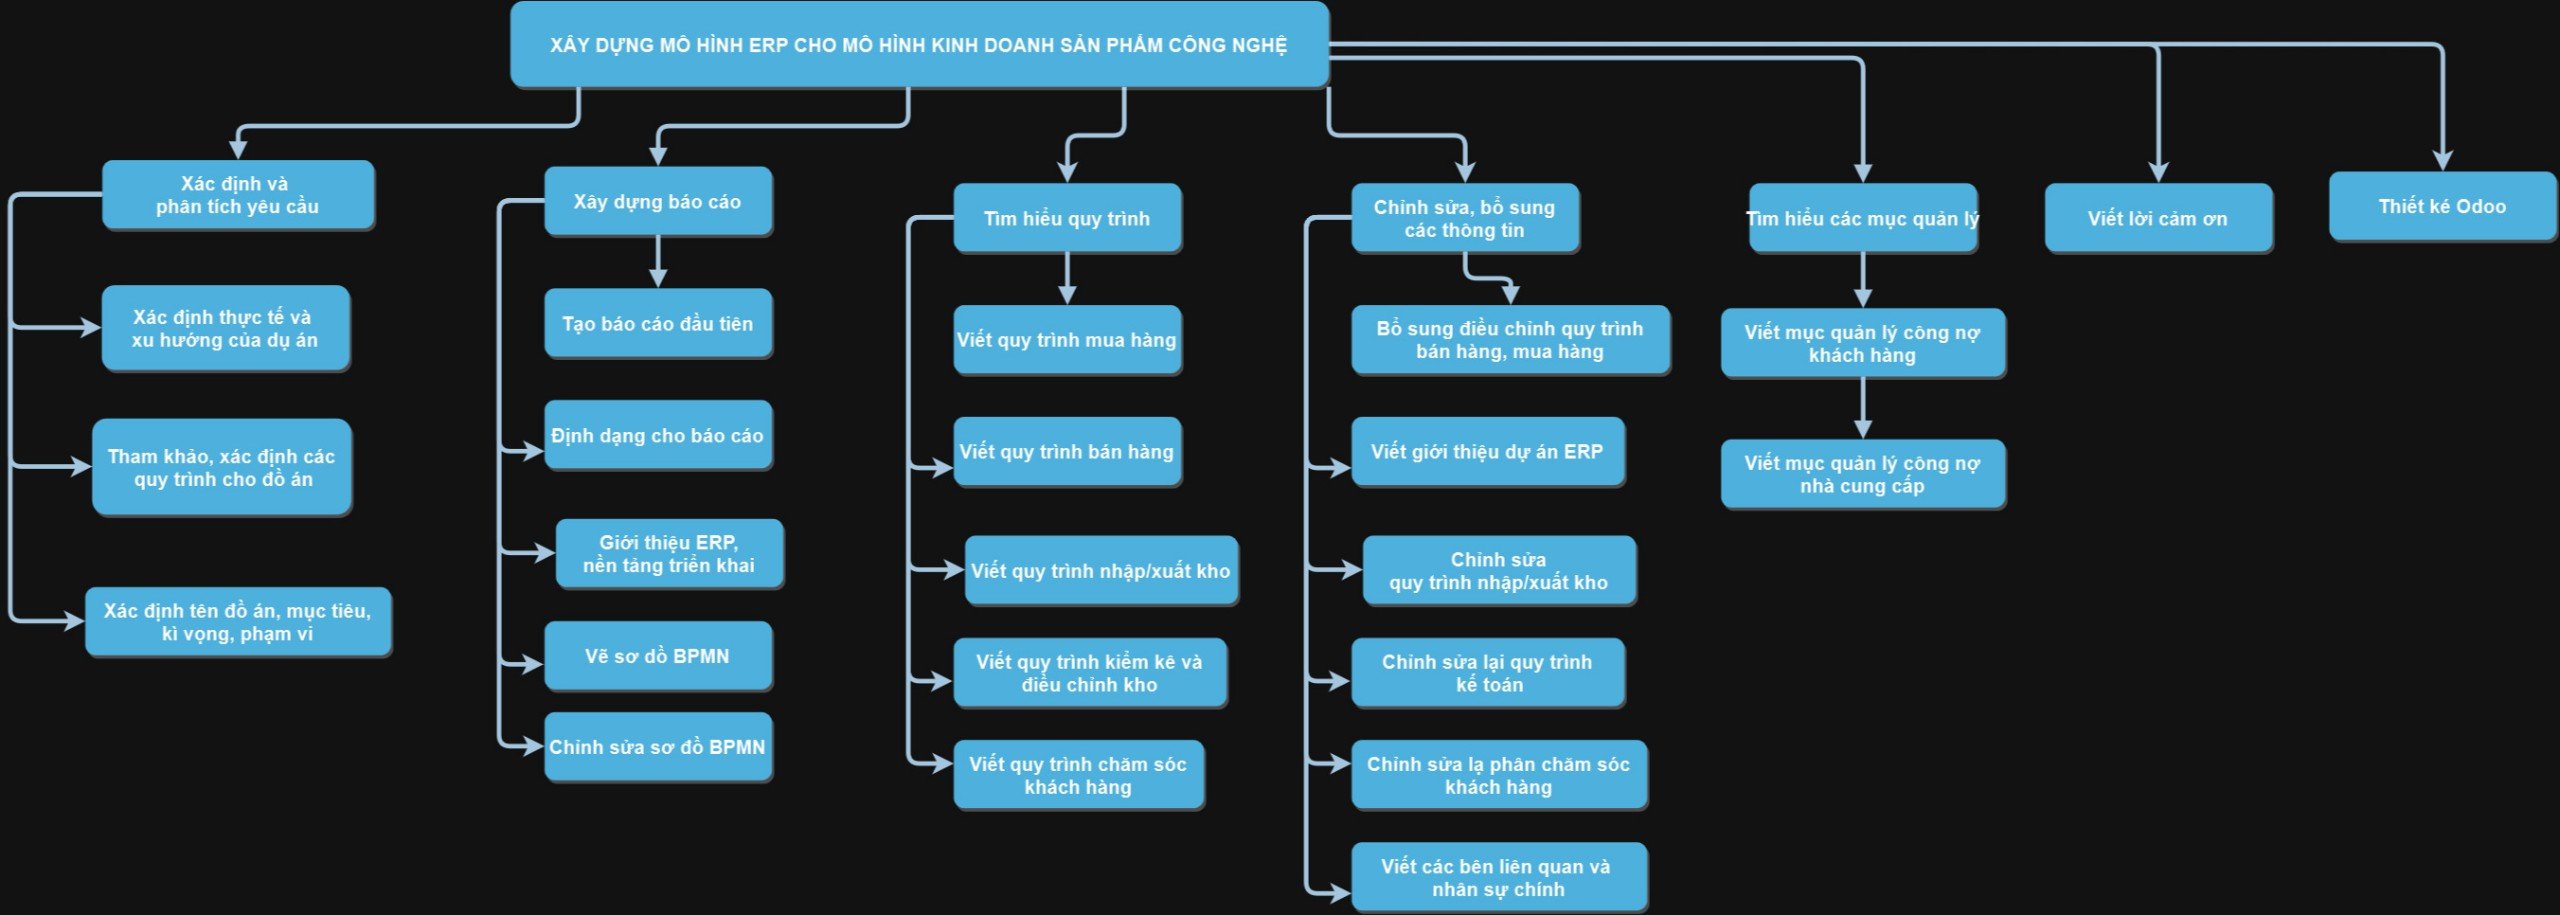 XÂY DỰNG MÔ HÌNH ERP CHO MÔ HÌNH KINH DOANH SẢN PHẨM CÔNG NGHỆ
Xác định và
phân tích yêu cầu
Xác định thực tế và
xu hướng của dự án
Tham khảo, xác định các
quy trình cho đồ án
Xác định tên đồ án, mục tiêu,
kì vọng, phạm vi
Xây dựng báo cáo
Tạo báo cáo đầu tiên
Định dạng cho báo cáo
Giới thiệu ERP,
nền tảng triển khai
Vẽ sơ đồ BPMN
Chỉnh sửa sơ đồ BPMN
Tìm hiểu quy trình
Viết quy trình mua hàng
Viết quy trình bán hàng
Viết quy trình nhập/xuất kho
Viết quy trình kiểm kê và
điều chỉnh kho
Viết quy trình chăm sóc
khách hàng
Chỉnh sửa, bổ sung
các thông tin
Bổ sung điều chỉnh quy trình
bán hàng, mua hàng
Viết giới thiệu dự án ERP
Chỉnh sửa
quy trình nhập/xuất kho
Chỉnh sửa lại quy trình
kế toán
Chỉnh sửa lạ phân chăm sóc
khách hàng
Viết các bên liên quan và
nhân sự chính
Tìm hiểu các mục quản lý
Viết mục quản lý công nợ
khách hàng
Viết mục quản lý công nợ
nhà cung cấp
Viết lời cảm ơn
Thiết ké Odoo